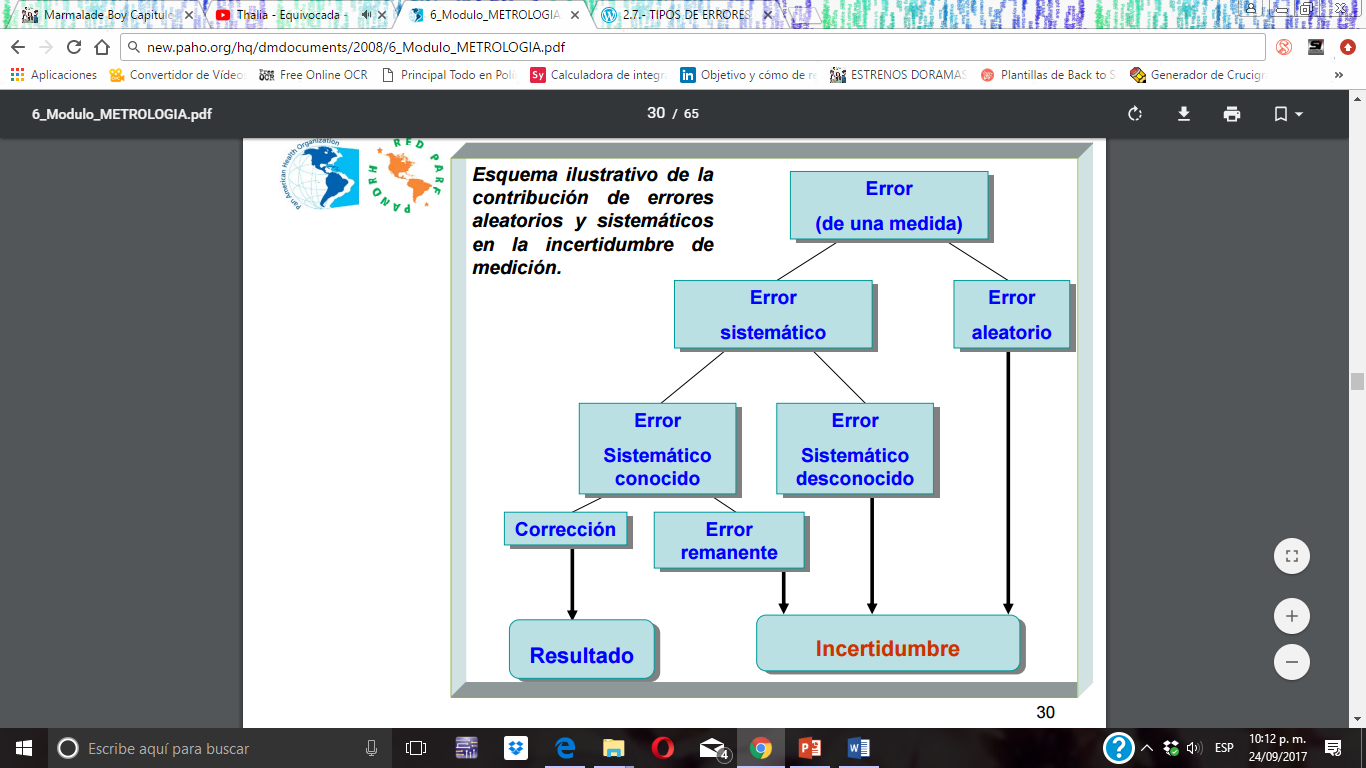 Marmalade Boy Capitulo
Thalia - Equivocada -
6_Modulo_METROLOGIA
2.7.- TIPOS DE ERRORES
new.paho.org/hq/dmdocuments/2008/6_Modulo_METROLOGIA.pdf
Aplicaciones
Convertidor de Vídeo
Free Online OCR
Principal Todo en Polí
Calculadora de integra
Objetivo y cómo de re
ESTRENOS DORAMAS
Plantillas de Back to S
Generador de Crucigr
»
6_Modulo_METROLOGIA.pdf
30 / 65
Pan American Health Organization
RED PARF
PANDRH
Esquema ilustrativo de la
contribución de errores
aleatorios y sistemáticos
en la incertidumbre de
medición.
Error
(de una medida)
Error
sistemático
Error
aleatorio
Error
Sistemático
conocido
Error
Sistemático
desconocido
Corrección
Error
remanente
Resultado
Incertidumbre
30
Escribe aquí para buscar
4
ESP
10:12 p. m.
24/09/2017